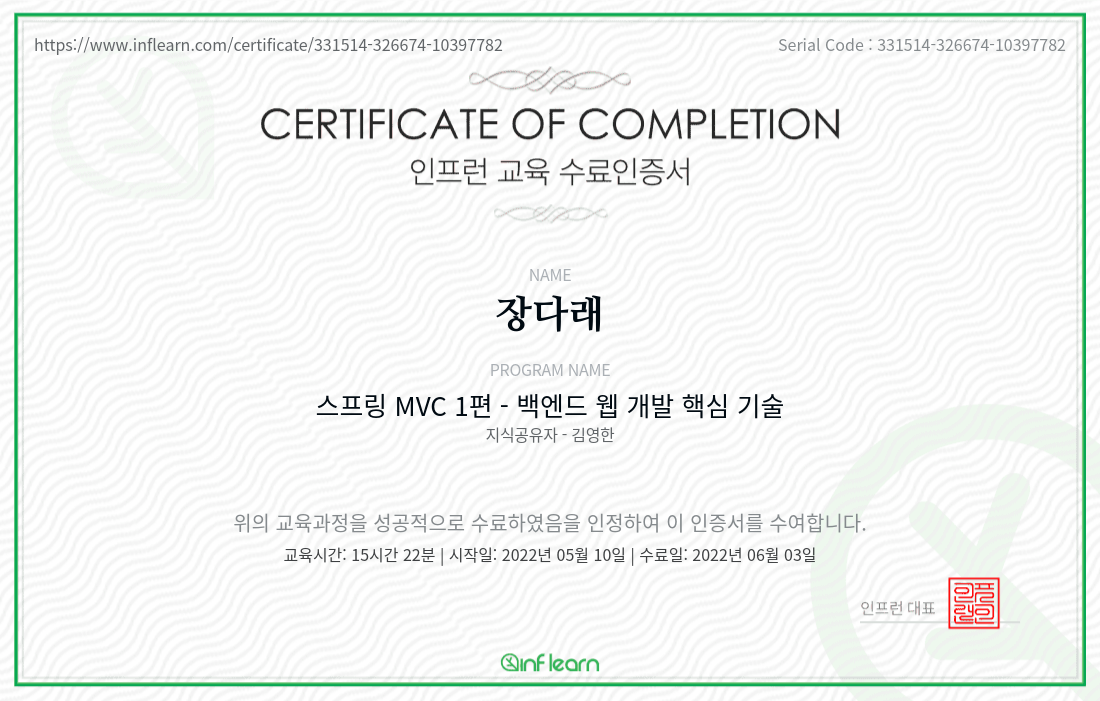 https://www.inflearn.com/certificate/331514-326674-10397782
Serial Code : 331514-326674-10397782
CERTIFICATE OF COMPLETION
인프런 교육 수료인증서
NAME
장다래
PROGRAM NAME
스프링 MVC 1편 - 백엔드 웹 개발 핵심 기술
지식공유자 - 김영한
위의 교육과정을 성공적으로 수료하였음을 인정하여 이 인증서를 수여합니다.
교육시간: 15시간 22분 | 시작일: 2022년 05월 10일 | 수료일: 2022년 06월 03일
인프런 대표
inflearn